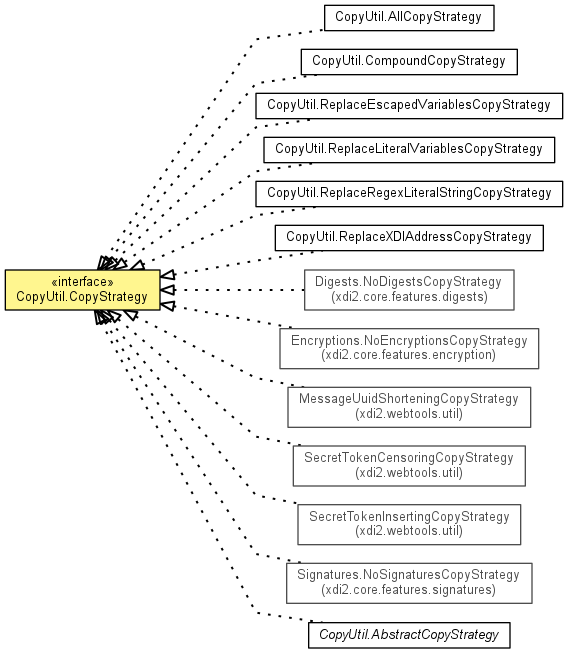 CopyUtil.AllCopyStrategy
CopyUtil.CompoundCopyStrategy
CopyUtil.ReplaceEscapedVariablesCopyStrategy
CopyUtil.ReplaceLiteralVariablesCopyStrategy
CopyUtil.ReplaceRegexLiteralStringCopyStrategy
CopyUtil.ReplaceXDIAddressCopyStrategy
«interface»
CopyUtil.CopyStrategy
Digests.NoDigestsCopyStrategy
(xdi2.core.features.digests)
Encryptions.NoEncryptionsCopyStrategy
(xdi2.core.features.encryption)
MessageUuidShorteningCopyStrategy
(xdi2.webtools.util)
SecretTokenCensoringCopyStrategy
(xdi2.webtools.util)
SecretTokenInsertingCopyStrategy
(xdi2.webtools.util)
Signatures.NoSignaturesCopyStrategy
(xdi2.core.features.signatures)
CopyUtil.AbstractCopyStrategy